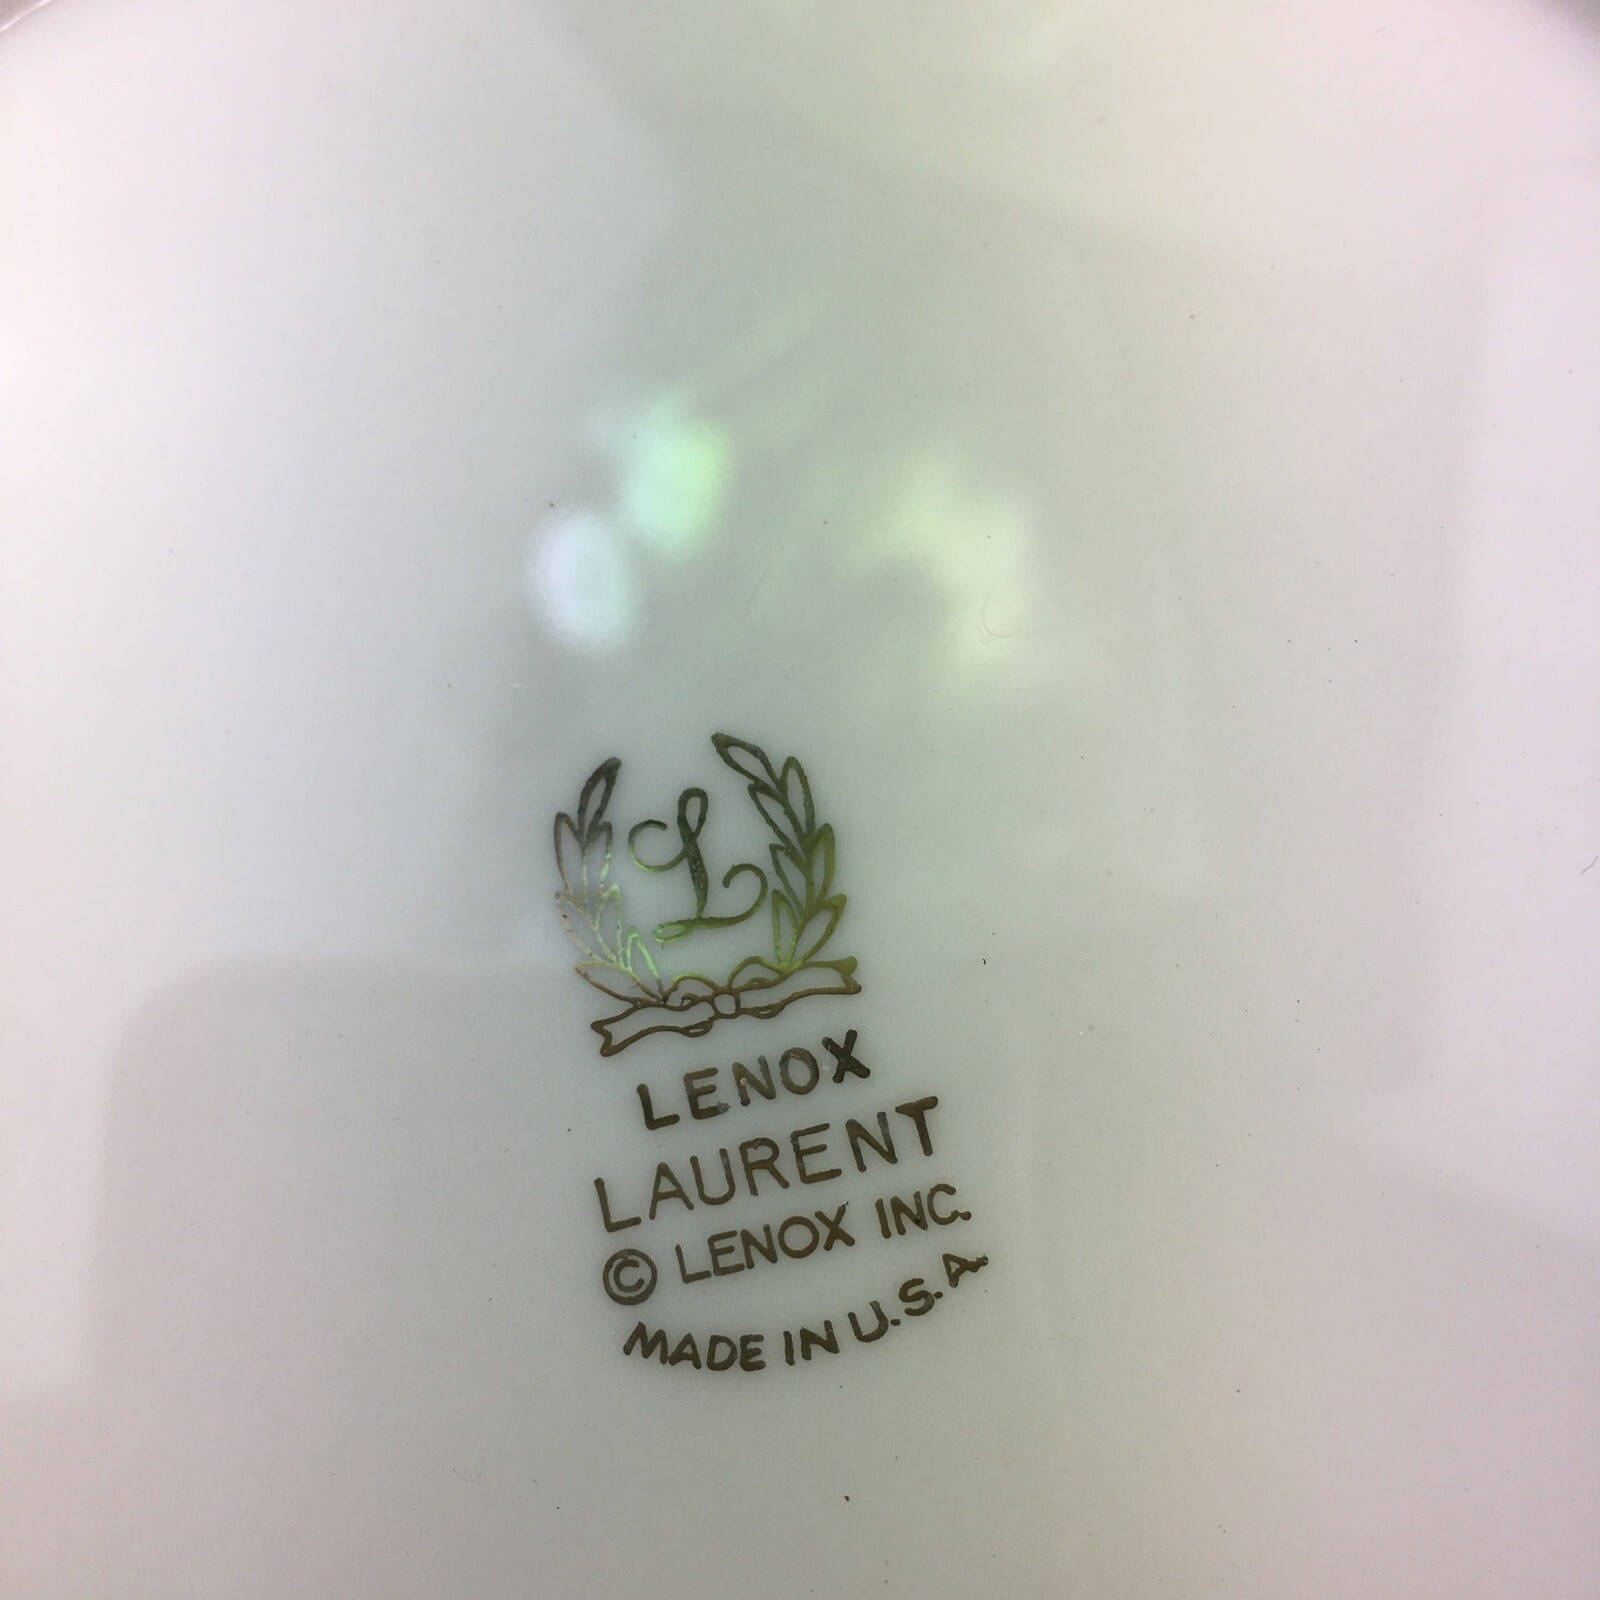 L
LENOX
LAURENT
© LENOX INC.
MADE IN U.S.A.